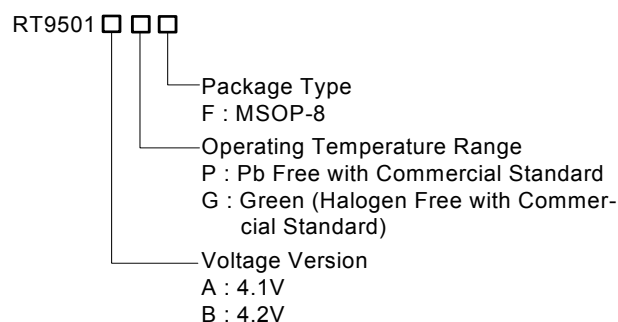 RT9501
Package Type
F : MSOP-8
Operating Temperature Range
P : Pb Free with Commercial Standard
G : Green (Halogen Free with Commer-
cial Standard)
Voltage Version
A : 4.1V
B : 4.2V